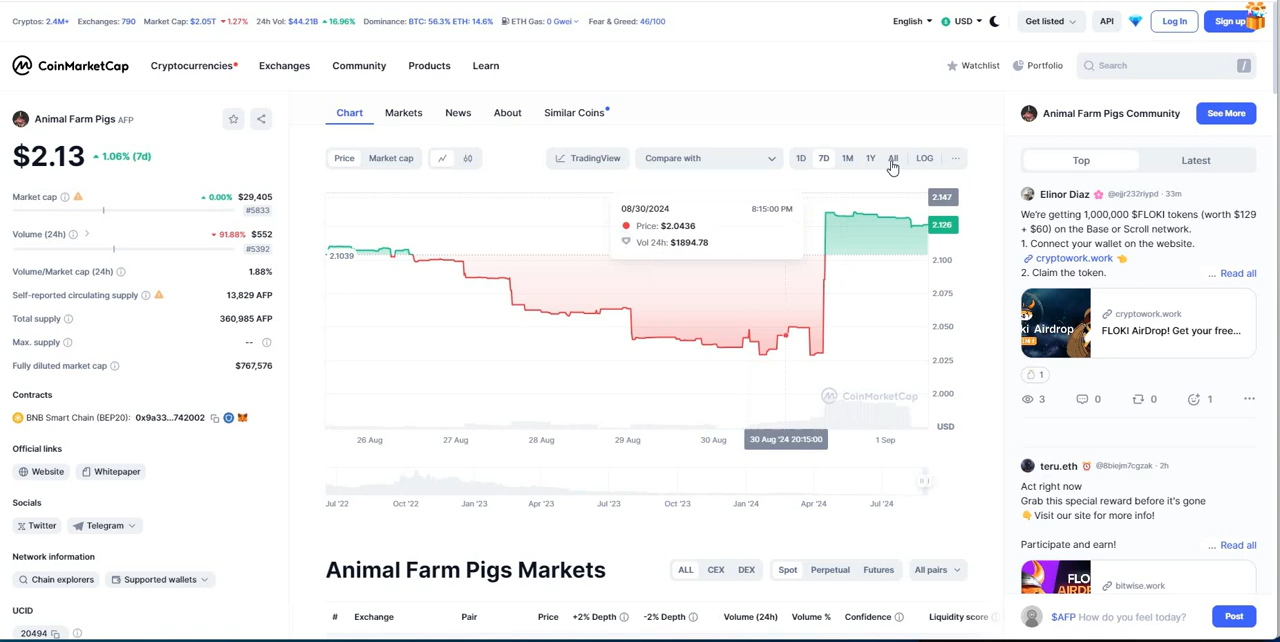 Cryptos: 2.4M+ Exchanges: 790 Market Cap: $2.05T 1.27% 24h Vol: $44.21B 16.96% Dominance: BTC: 56.3% ETH: 14.6% ETH Gas: 0 Gwei Fear & Greed: 46/100
English USD Get listed API Log In Sign up
CoinMarketCap Cryptocurrencies Exchanges Community Products Learn
Watchlist Portfolio Search /
Animal Farm Pigs AFP
$2.13 1.06% (7d)
Market cap 0.00% $29,405
#5833
Volume (24h) 91.88% $552
#5392
Volume/Market cap (24h) 1.88%
Self-reported circulating supply 13,829 AFP
Total supply 360,985 AFP
Max. supply --
Fully diluted market cap $767,576
Contracts
BNB Smart Chain (BEP20): 0x9a33...742002
Official links
Website Whitepaper
Socials
Twitter Telegram
Network information
Chain explorers Supported wallets
UCID
20494
Chart Markets News About Similar Coins
Price Market cap TradingView Compare with 1D 7D 1M 1Y All LOG ...
08/30/2024 8:15:00 PM
Price: $2.0436
Vol 24h: $1894.78
2.1039
2.147
2.126
2.100
2.075
2.050
2.025
2.000
CoinMarketCap
USD
26 Aug 27 Aug 28 Aug 29 Aug 30 Aug 30 Aug '24 20:15:00 1 Sep
Jul '22 Oct '22 Jan '23 Apr '23 Jul '23 Oct '23 Jan '24 Apr '24 Jul '24
Animal Farm Pigs Markets
ALL CEX DEX Spot Perpetual Futures All pairs
# Exchange Pair Price +2% Depth -2% Depth Volume (24h) Volume % Confidence Liquidity score
Animal Farm Pigs Community See More
Top Latest
Elinor Diaz @ejjr232riypd · 33m
We're getting 1,000,000 $FLOKI tokens (worth $129
+ $60) on the Base or Scroll network.
1. Connect your wallet on the website.
cryptowork.work
2. Claim the token. ... Read all
ki Airdrop
cryptowork.work
FLOKI AirDrop! Get your free...
1
3 0 0 1
teru.eth @8biejm7cgzak · 2h
Act right now
Grab this special reward before it's gone
Visit our site for more info!
Participate and earn! ... Read all
FLO
bitwise.work
$AFP How do you feel today? Post